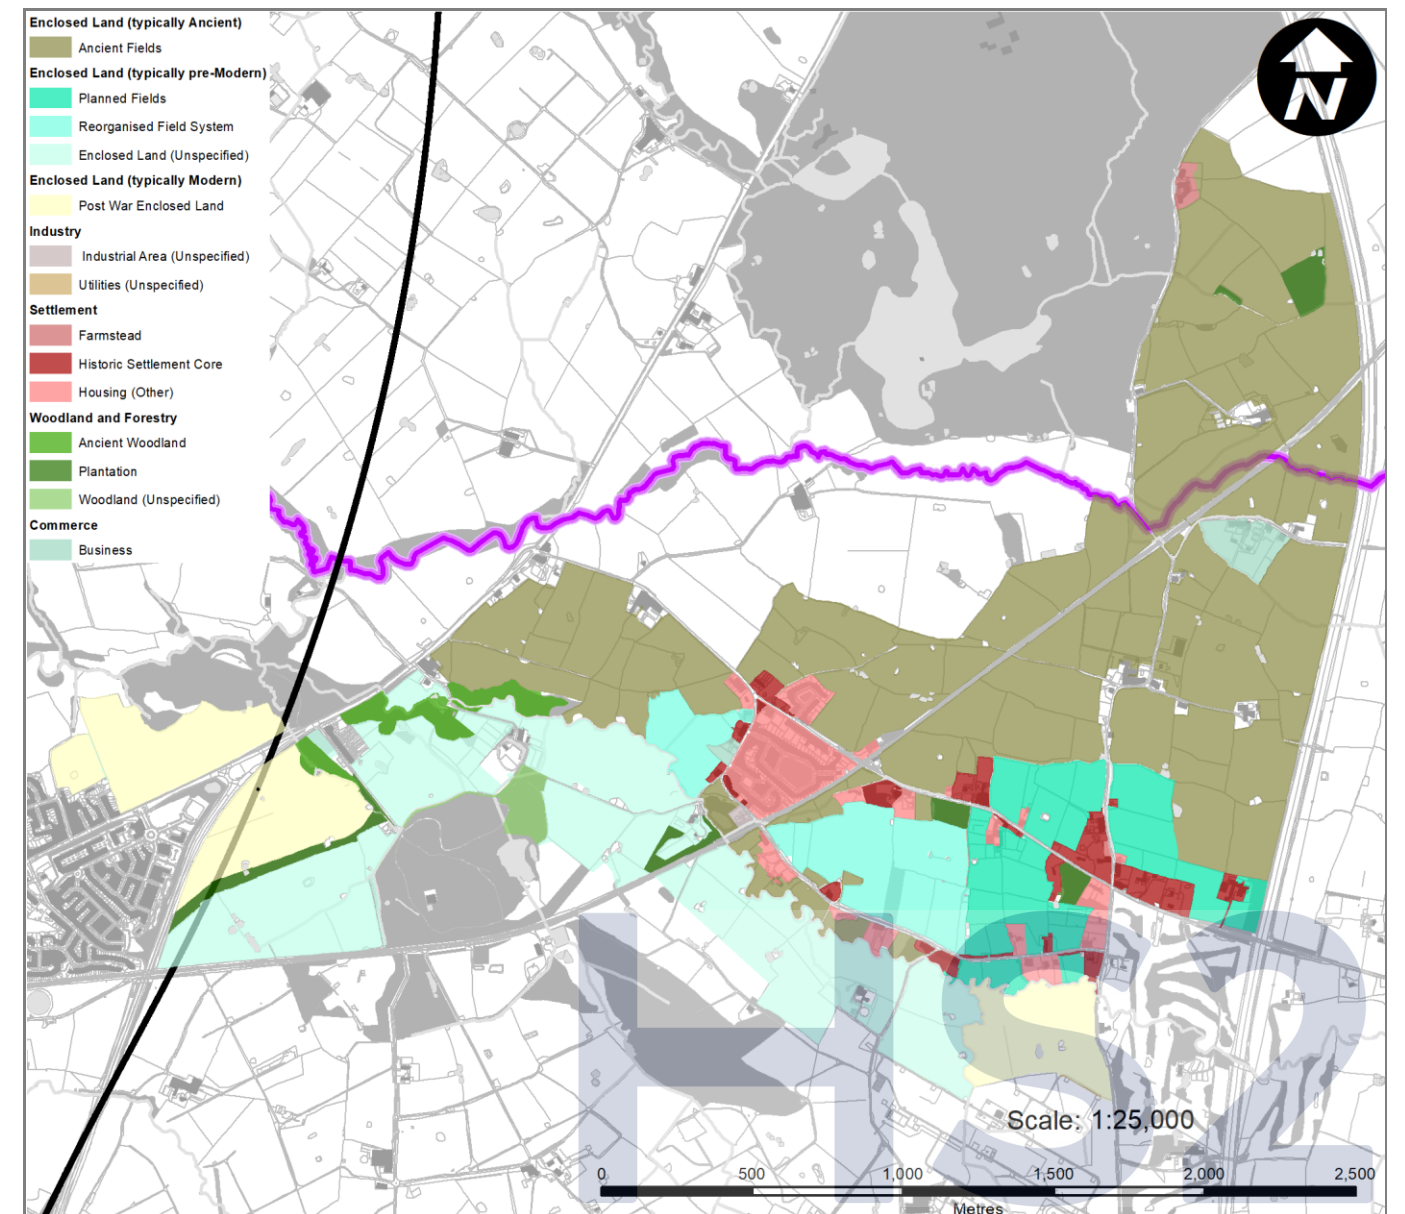 Enclosed Land (typically Ancient)
Ancient Fields
Enclosed Land (typically pre-Modern)
Planned Fields
Reorganised Field System
Enclosed Land (Unspecified)
Enclosed Land (typically Modern)
Post War Enclosed Land
Industry
Industrial Area (Unspecified)
Utilities (Unspecified)
Settlement
Farmstead
Historic Settlement Core
Housing (Other)
Woodland and Forestry
Ancient Woodland
Plantation
Woodland (Unspecified)
Commerce
Business
N
HS2
Scale: 1:25,000
0 500 1,000 1,500 2,000 2,500
Metres